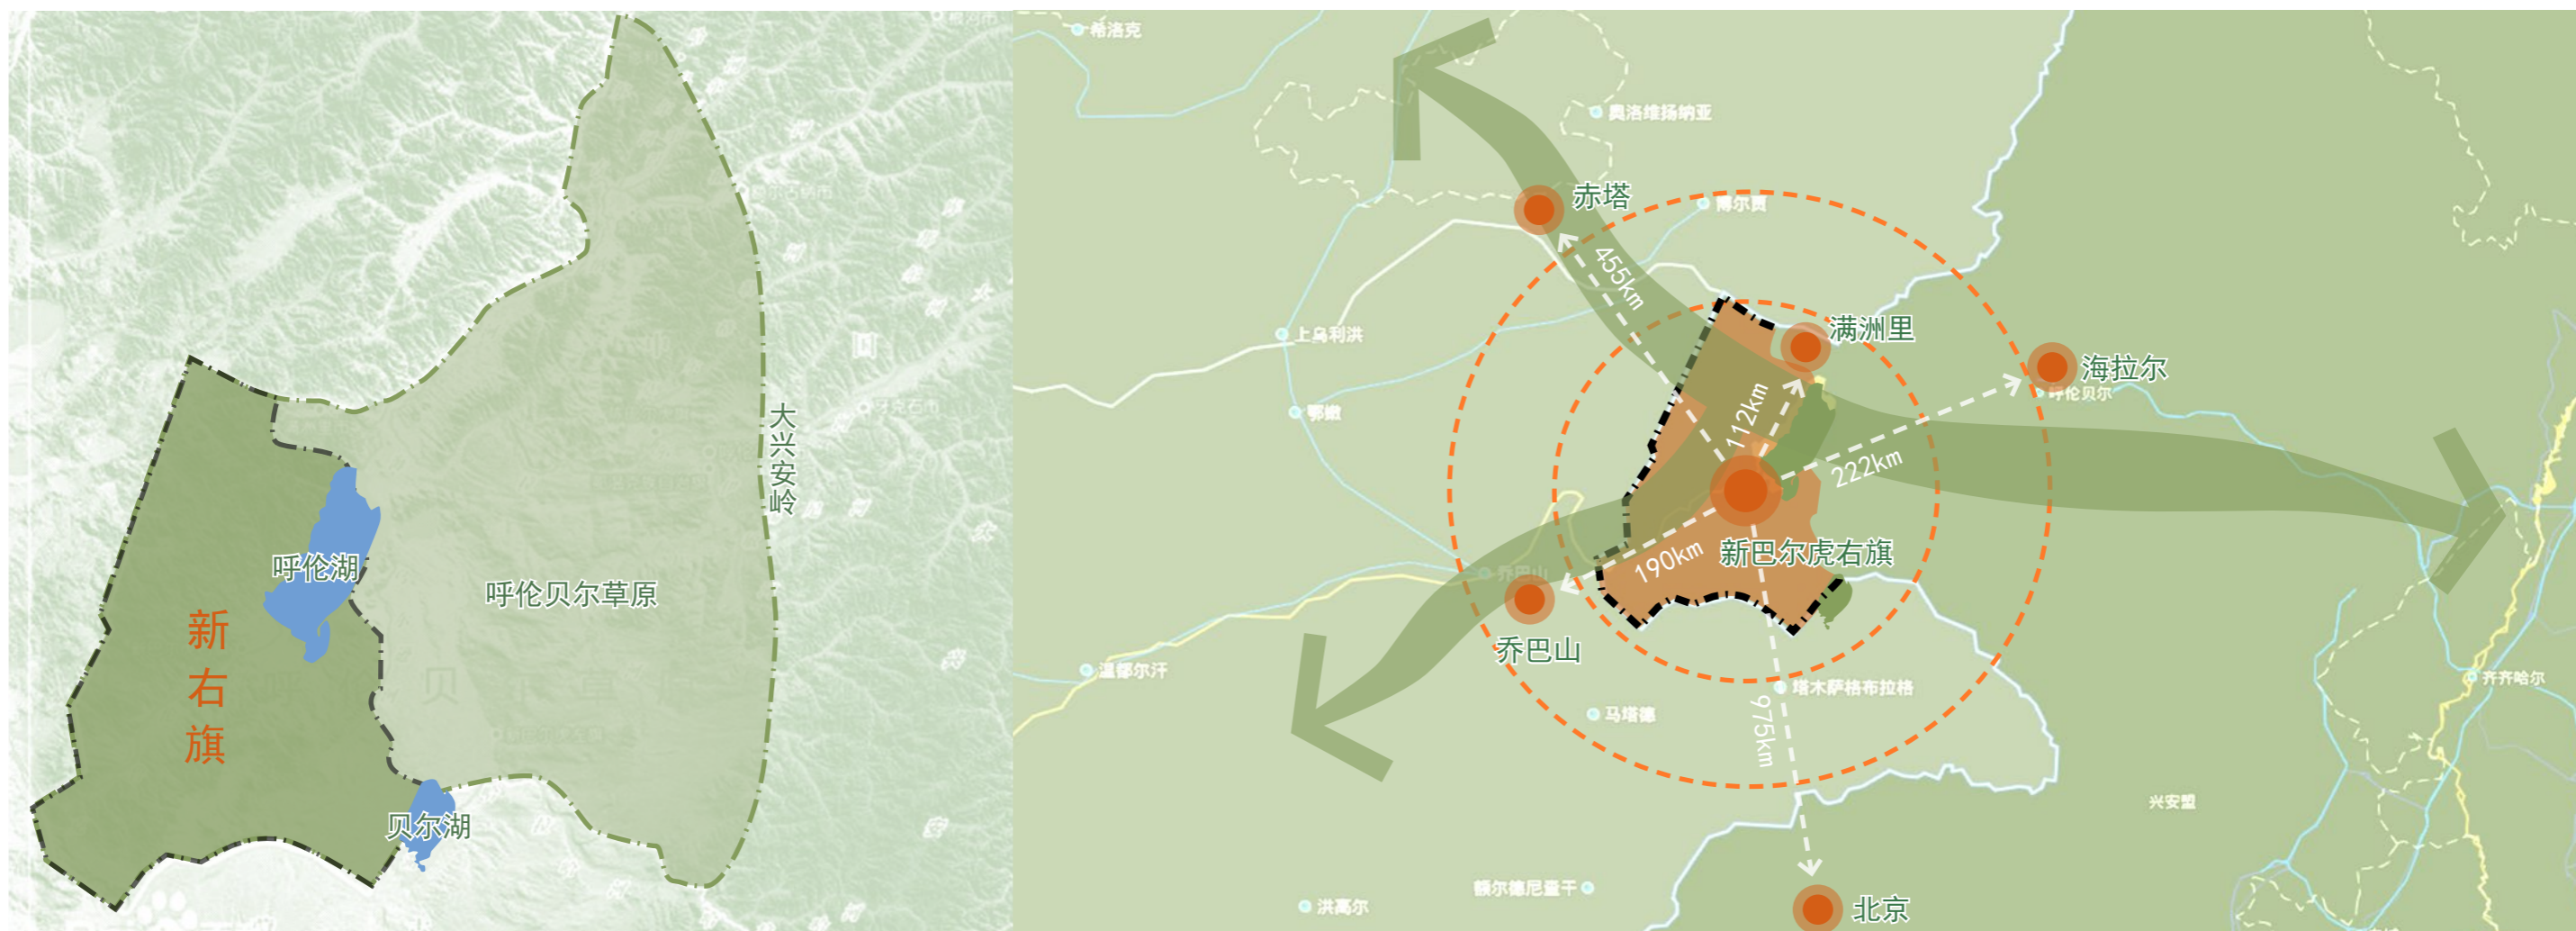 大兴安岭
呼伦湖
呼伦贝尔草原
新右旗
贝尔湖
希洛克
奥洛维扬纳亚
赤塔
博尔贾
455km
上乌利洪
满洲里
海拉尔
呼伦贝尔
鄂嫩
112km
222km
新巴尔虎右旗
190km
乔巴山
乔巴山
温都尔汗
塔木萨格布拉格
马塔德
齐齐哈尔
975km
兴安盟
额尔德尼查干
洪高尔
北京